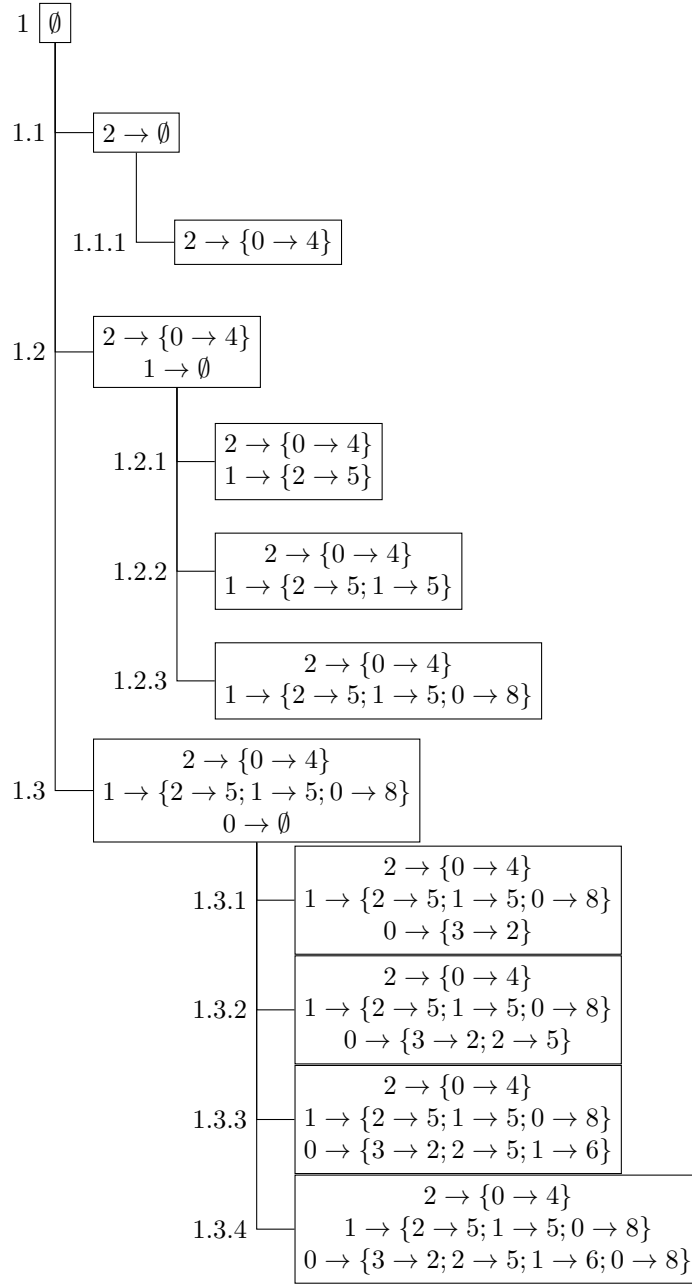 1 ∅
1.1 2 → ∅
1.1.1 2 → {0 → 4}
1.2 2 → {0 → 4}
1 → ∅
1.2.1 2 → {0 → 4}
1 → {2 → 5}
1.2.2 2 → {0 → 4}
1 → {2 → 5; 1 → 5}
1.2.3 2 → {0 → 4}
1 → {2 → 5; 1 → 5; 0 → 8}
1.3 2 → {0 → 4}
1 → {2 → 5; 1 → 5; 0 → 8}
0 → ∅
1.3.1 2 → {0 → 4}
1 → {2 → 5; 1 → 5; 0 → 8}
0 → {3 → 2}
1.3.2 2 → {0 → 4}
1 → {2 → 5; 1 → 5; 0 → 8}
0 → {3 → 2; 2 → 5}
1.3.3 2 → {0 → 4}
1 → {2 → 5; 1 → 5; 0 → 8}
0 → {3 → 2; 2 → 5; 1 → 6}
1.3.4 2 → {0 → 4}
1 → {2 → 5; 1 → 5; 0 → 8}
0 → {3 → 2; 2 → 5; 1 → 6; 0 → 8}